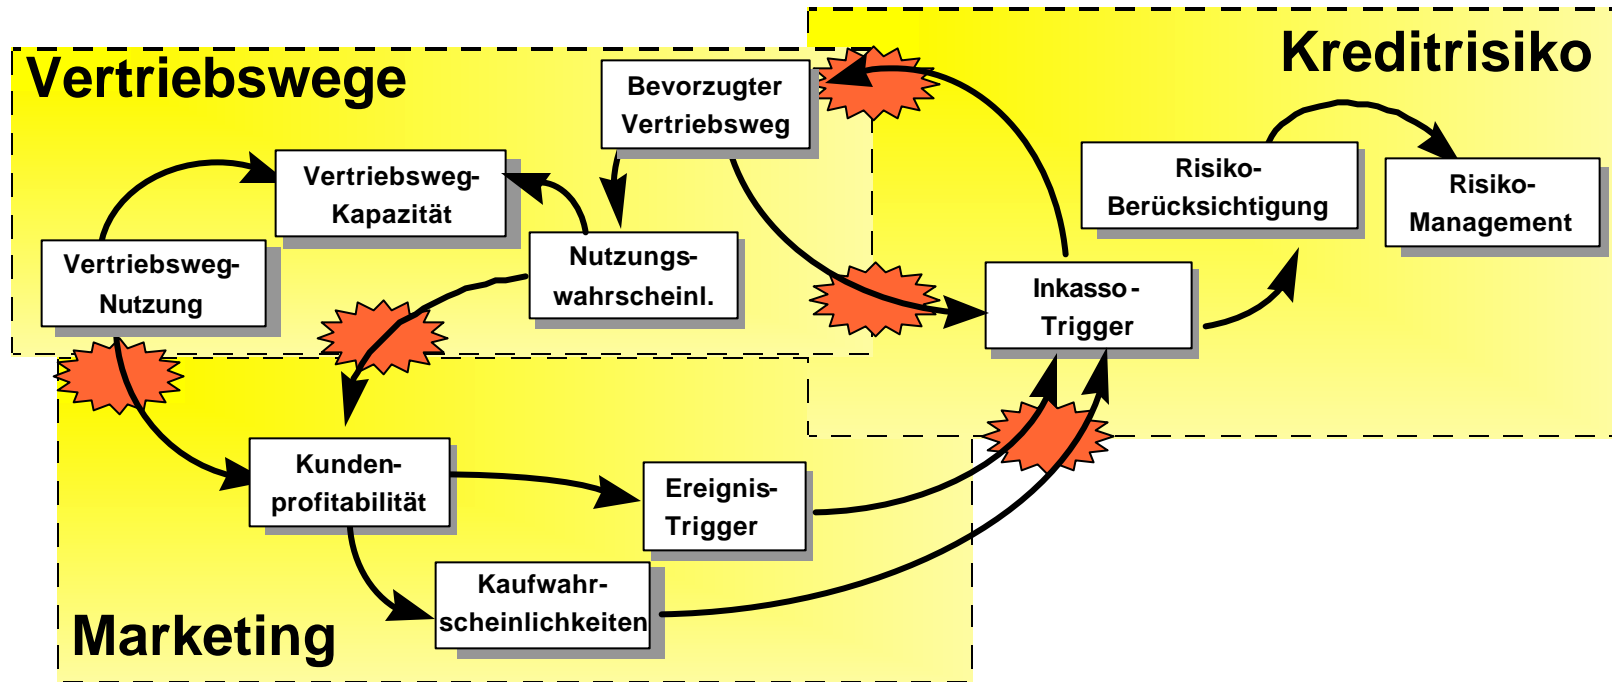 Vertriebswege
Bevorzugter
Vertriebsweg
Vertriebsweg-
Kapazität
Vertriebsweg-
Nutzung
Nutzungs-
wahrscheinl.
Kreditrisiko
Risiko-
Berücksichtigung
Risiko-
Management
Inkasso-
Trigger
Kunden-
profitabilität
Ereignis-
Trigger
Kaufwahr-
scheinlichkeiten
Marketing